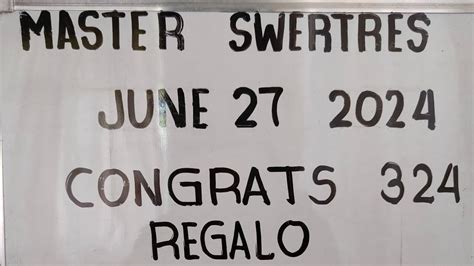 MASTER SWERTRES
JUNE 27 2024
CONGRATS 324
REGALO